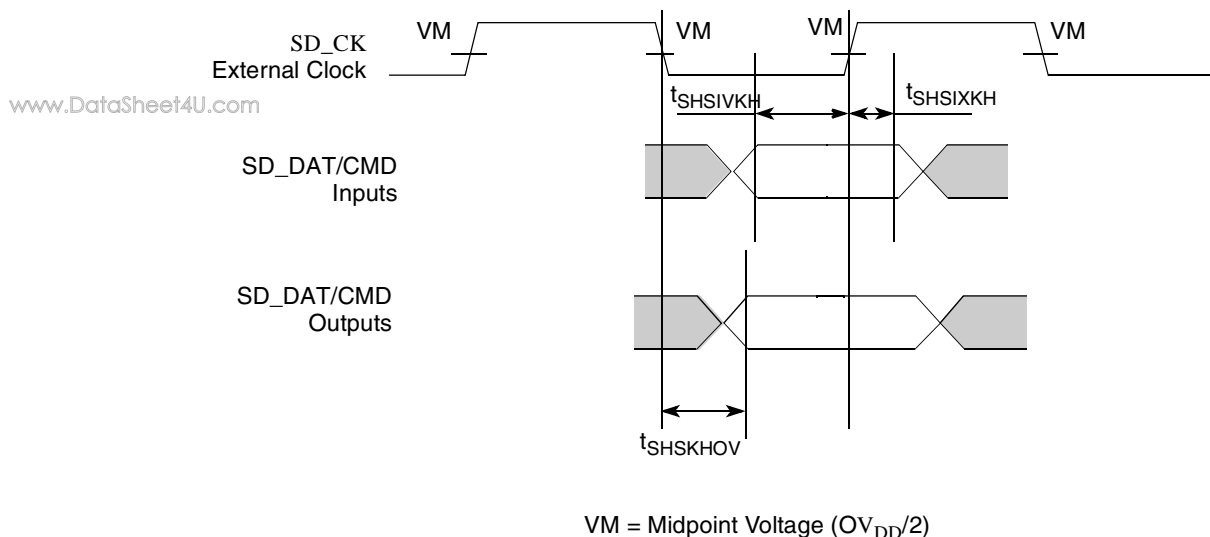 VM VM VM VM
SD_CK
External Clock
www.DataSheet4U.com
tSHSIVKH tSHSIXKH
SD_DAT/CMD
Inputs
SD_DAT/CMD
Outputs
tSHSKHOV
VM = Midpoint Voltage (OVDD/2)